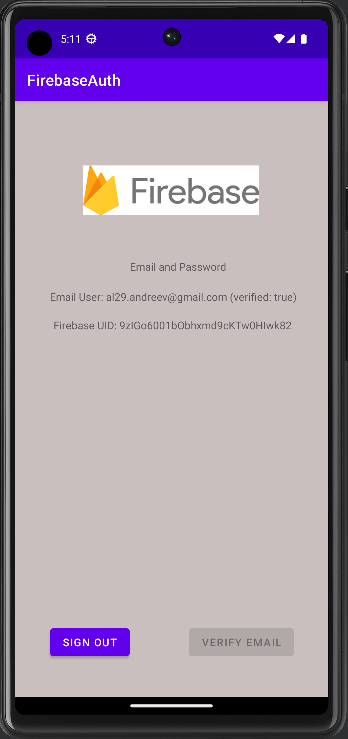 5:11
FirebaseAuth
Firebase
Email and Password
Email User: al29.andreev@gmail.com (verified: true)
Firebase UID: 9zIGo6001bObhxmd9cKTw0HIwk82
SIGN OUT
VERIFY EMAIL